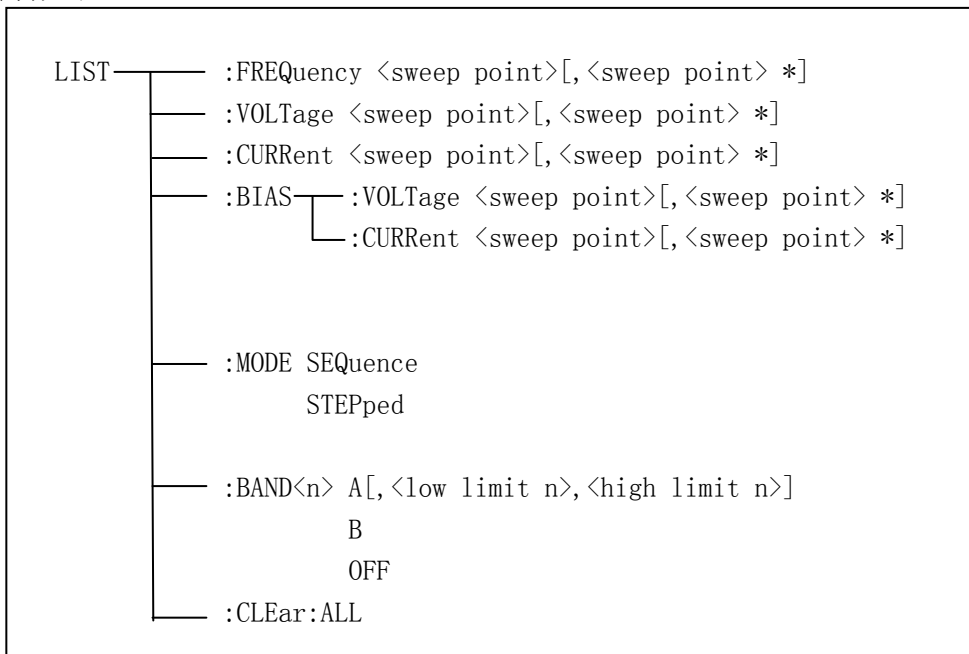 LIST :FREQuency <sweep point>[,<sweep point> *]
:VOLTage <sweep point>[,<sweep point> *]
:CURRent <sweep point>[,<sweep point> *]
:BIAS :VOLTage <sweep point>[,<sweep point> *]
:CURRent <sweep point>[,<sweep point> *]
:MODE SEQuence
STEPped
:BAND<n> A[,<low limit n>,<high limit n>]
B
OFF
:CLEar:ALL